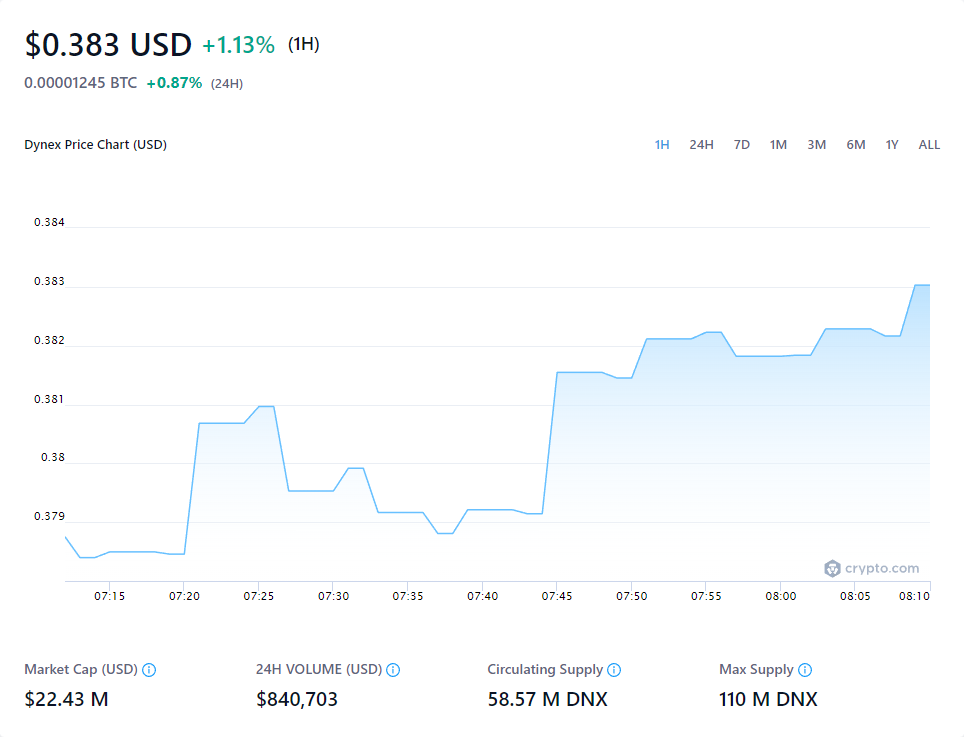 $0.383 USD +1.13% (1H)
0.00001245 BTC +0.87% (24H)
Dynex Price Chart (USD) 1H 24H 7D 1M 3M 6M 1Y ALL
0.384
0.383
0.382
0.381
0.38
0.379
crypto.com
07:15 07:20 07:25 07:30 07:35 07:40 07:45 07:50 07:55 08:00 08:05 08:10
Market Cap (USD) 24H VOLUME (USD) Circulating Supply Max Supply
$22.43 M $840,703 58.57 M DNX 110 M DNX